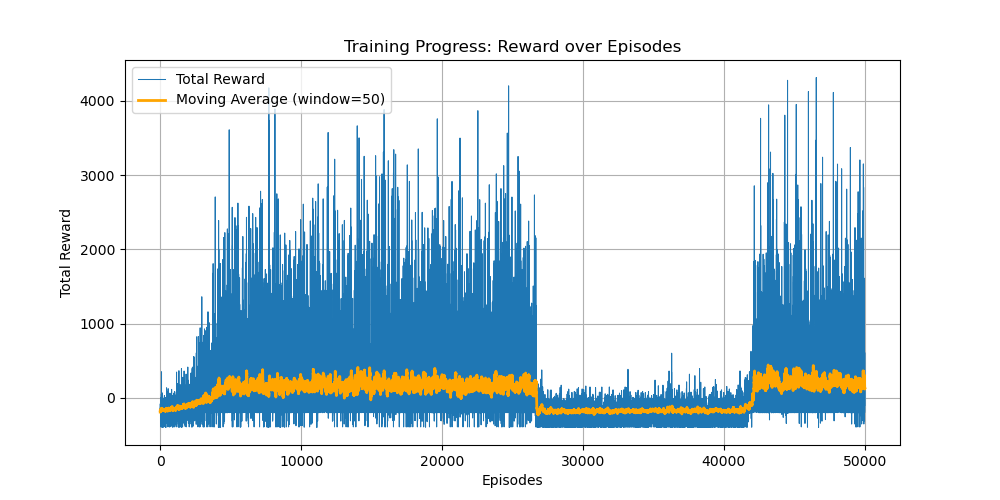 Training Progress: Reward over Episodes
Total Reward
Moving Average (window=50)
Total Reward
4000
3000
2000
1000
0
0
10000
20000
30000
40000
50000
Episodes